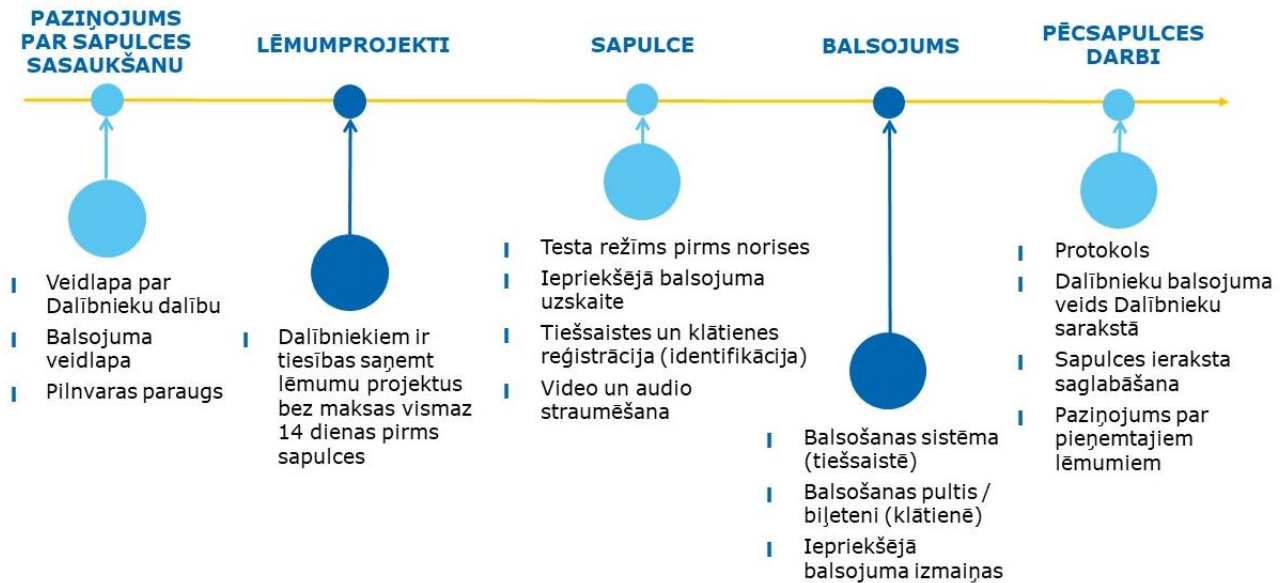 PAZIŅOJUMS
PAR SAPULCES
SASAUKŠANU
LĒMUMPROJEKTI
SAPULCE
BALSOJUMS
PĒCSAPULCES
DARBI
Veidlapa par
Dalībnieku dalību
Balsojuma
veidlapa
Pilnvaras paraugs
Dalībniekiem ir
tiesības saņemt
lēmumu projektus
bez maksas vismaz
14 dienas pirms
sapulces
Testa režīms pirms norises
Iepriekšējā balsojuma
uzskaite
Tiešsaistes un klātienes
reģistrācija (identifikācija)
Video un audio
straumēšana
Balsošanas sistēma
(tiešsaistē)
Balsošanas pultis /
biļeteni (klātienē)
Iepriekšējā
balsojuma izmaiņas
Protokols
Dalībnieku balsojuma
veids Dalībnieku
sarakstā
Sapulces ieraksta
saglabāšana
Paziņojums par
pieņemtajiem
lēmumiem